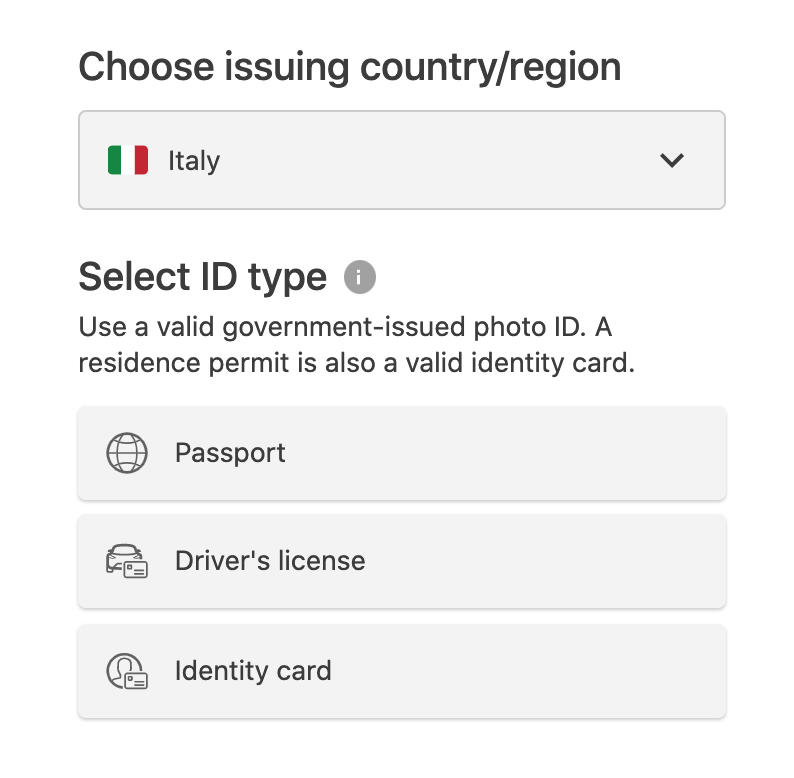 Choose issuing country/region
Italy
Select ID type
Use a valid government-issued photo ID. A
residence permit is also a valid identity card.
Passport
Driver's license
Identity card